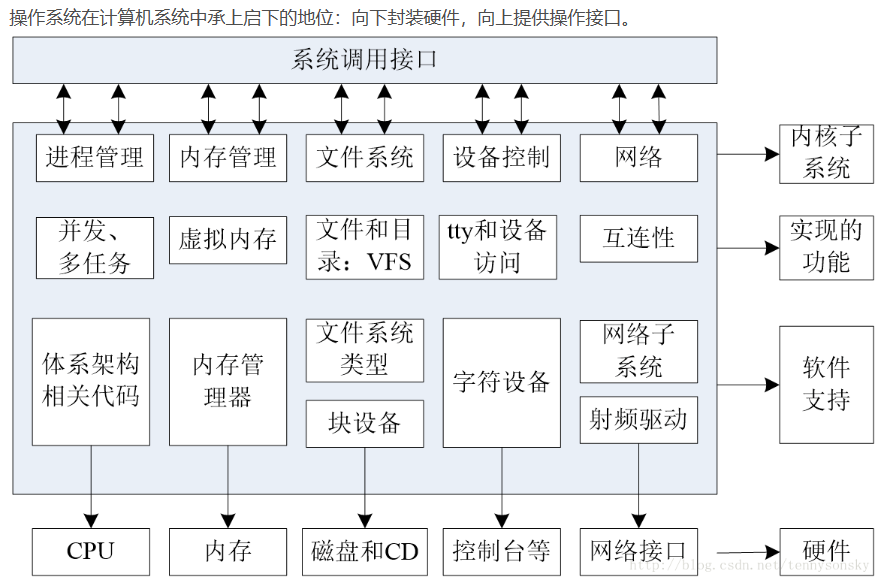 操作系统在计算机系统中承上启下的地位：向下封装硬件，向上提供操作接口。
系统调用接口
进程管理
内存管理
文件系统
设备控制
网络
内核子
系统
并发、
多任务
虚拟内存
文件和目
录：VFS
tty和设备
访问
互连性
实现的
功能
体系架构
相关代码
内存管
理器
文件系统
类型
块设备
字符设备
网络子
系统
射频驱动
软件
支持
CPU
内存
磁盘和CD
控制台等
网络接口
硬件
http://blog.csdn.net/tennysonsky